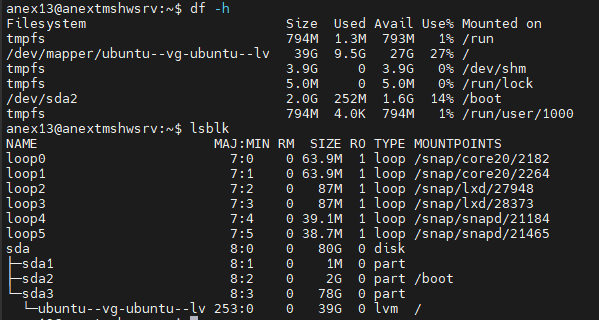 anex13@anextmshwsrv:~$ df -h
Filesystem                         Size  Used Avail Use% Mounted on
tmpfs                              794M  1.3M  793M   1% /run
/dev/mapper/ubuntu--vg-ubuntu--lv   39G  9.5G   27G  27% /
tmpfs                              3.9G     0  3.9G   0% /dev/shm
tmpfs                              5.0M     0  5.0M   0% /run/lock
/dev/sda2                          2.0G  252M  1.6G  14% /boot
tmpfs                              794M  4.0K  794M   1% /run/user/1000
anex13@anextmshwsrv:~$ lsblk
NAME                      MAJ:MIN RM  SIZE RO TYPE MOUNTPOINTS
loop0                       7:0    0 63.9M  1 loop /snap/core20/2182
loop1                       7:1    0 63.9M  1 loop /snap/core20/2264
loop2                       7:2    0   87M  1 loop /snap/lxd/27948
loop3                       7:3    0   87M  1 loop /snap/lxd/28373
loop4                       7:4    0 39.1M  1 loop /snap/snapd/21184
loop5                       7:5    0 38.7M  1 loop /snap/snapd/21465
sda                         8:0    0   80G  0 disk
├─sda1                      8:1    0    1M  0 part
├─sda2                      8:2    0    2G  0 part /boot
└─sda3                      8:3    0   78G  0 part
  └─ubuntu--vg-ubuntu--lv 253:0    0   39G  0 lvm  /